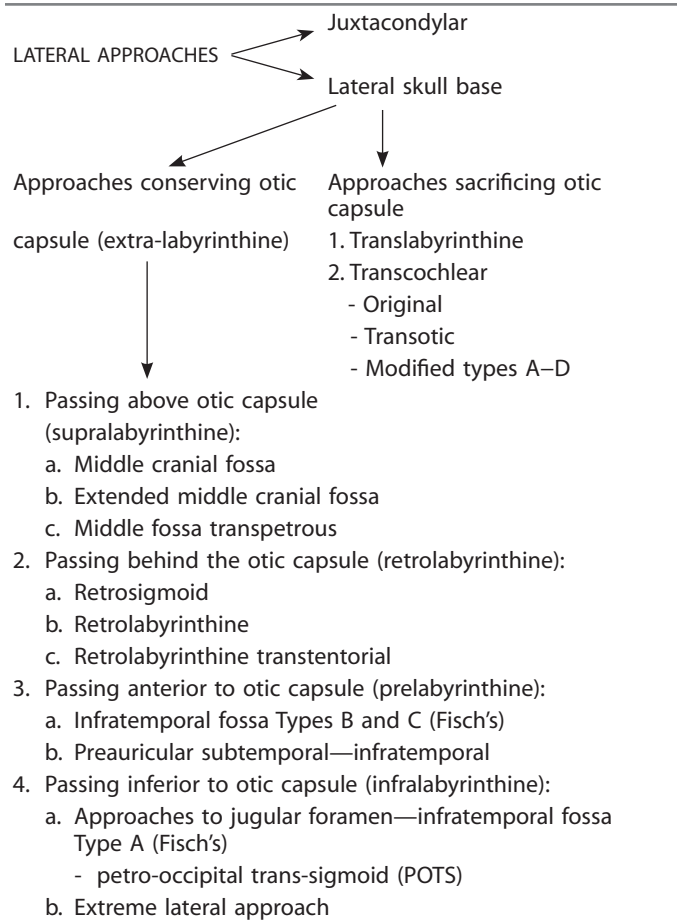 Juxtacondylar
LATERAL APPROACHES
Lateral skull base
Approaches conserving otic
capsule (extra-labyrinthine)
Approaches sacrificing otic
capsule
1. Translabyrinthine
2. Transcochlear
- Original
- Transotic
- Modified types A–D
1. Passing above otic capsule
(supralabyrinthine):
a. Middle cranial fossa
b. Extended middle cranial fossa
c. Middle fossa transpetrous
2. Passing behind the otic capsule (retrolabyrinthine):
a. Retrosigmoid
b. Retrolabyrinthine
c. Retrolabyrinthine transtentorial
3. Passing anterior to otic capsule (prelabyrinthine):
a. Infratemporal fossa Types B and C (Fisch's)
b. Preauricular subtemporal—infratemporal
4. Passing inferior to otic capsule (infralabyrinthine):
a. Approaches to jugular foramen—infratemporal fossa
Type A (Fisch's)
- petro-occipital trans-sigmoid (POTS)
b. Extreme lateral approach